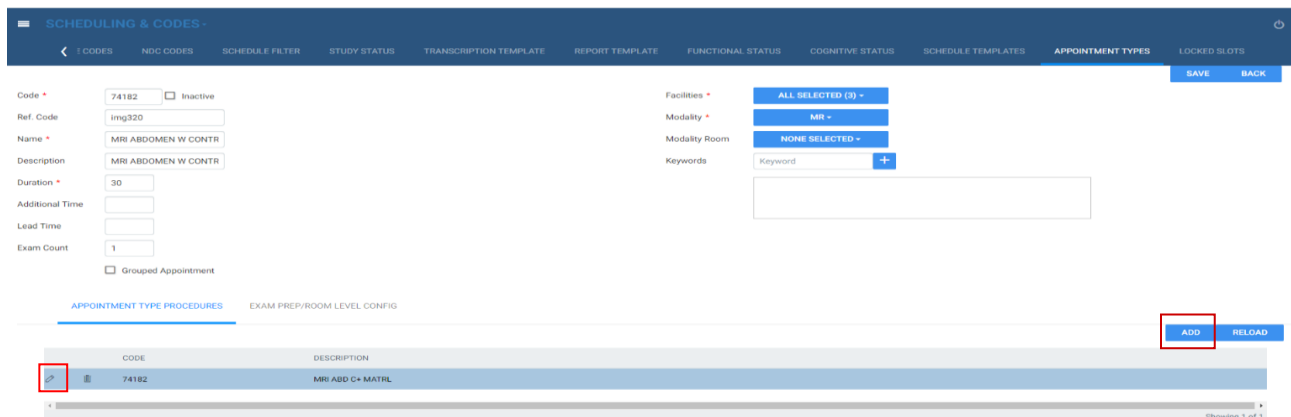 SCHEDULING & CODES
E CODES NDC CODES SCHEDULE FILTER STUDY STATUS TRANSCRIPTION TEMPLATE REPORT TEMPLATE FUNCTIONAL STATUS COGNITIVE STATUS SCHEDULE TEMPLATES APPOINTMENT TYPES LOCKED SLOTS
SAVE BACK
Code * 74182 Inactive
Ref. Code img320
Name * MRI ABDOMEN W CONTR
Description MRI ABDOMEN W CONTR
Duration * 30
Additional Time
Lead Time
Exam Count 1
Grouped Appointment
Facilities * ALL SELECTED (3)
Modality * MR
Modality Room NONE SELECTED
Keywords Keyword +
APPOINTMENT TYPE PROCEDURES EXAM PREP/ROOM LEVEL CONFIG
ADD RELOAD
CODE DESCRIPTION
74182 MRI ABD C+ MATRL
Showing 1 of 1